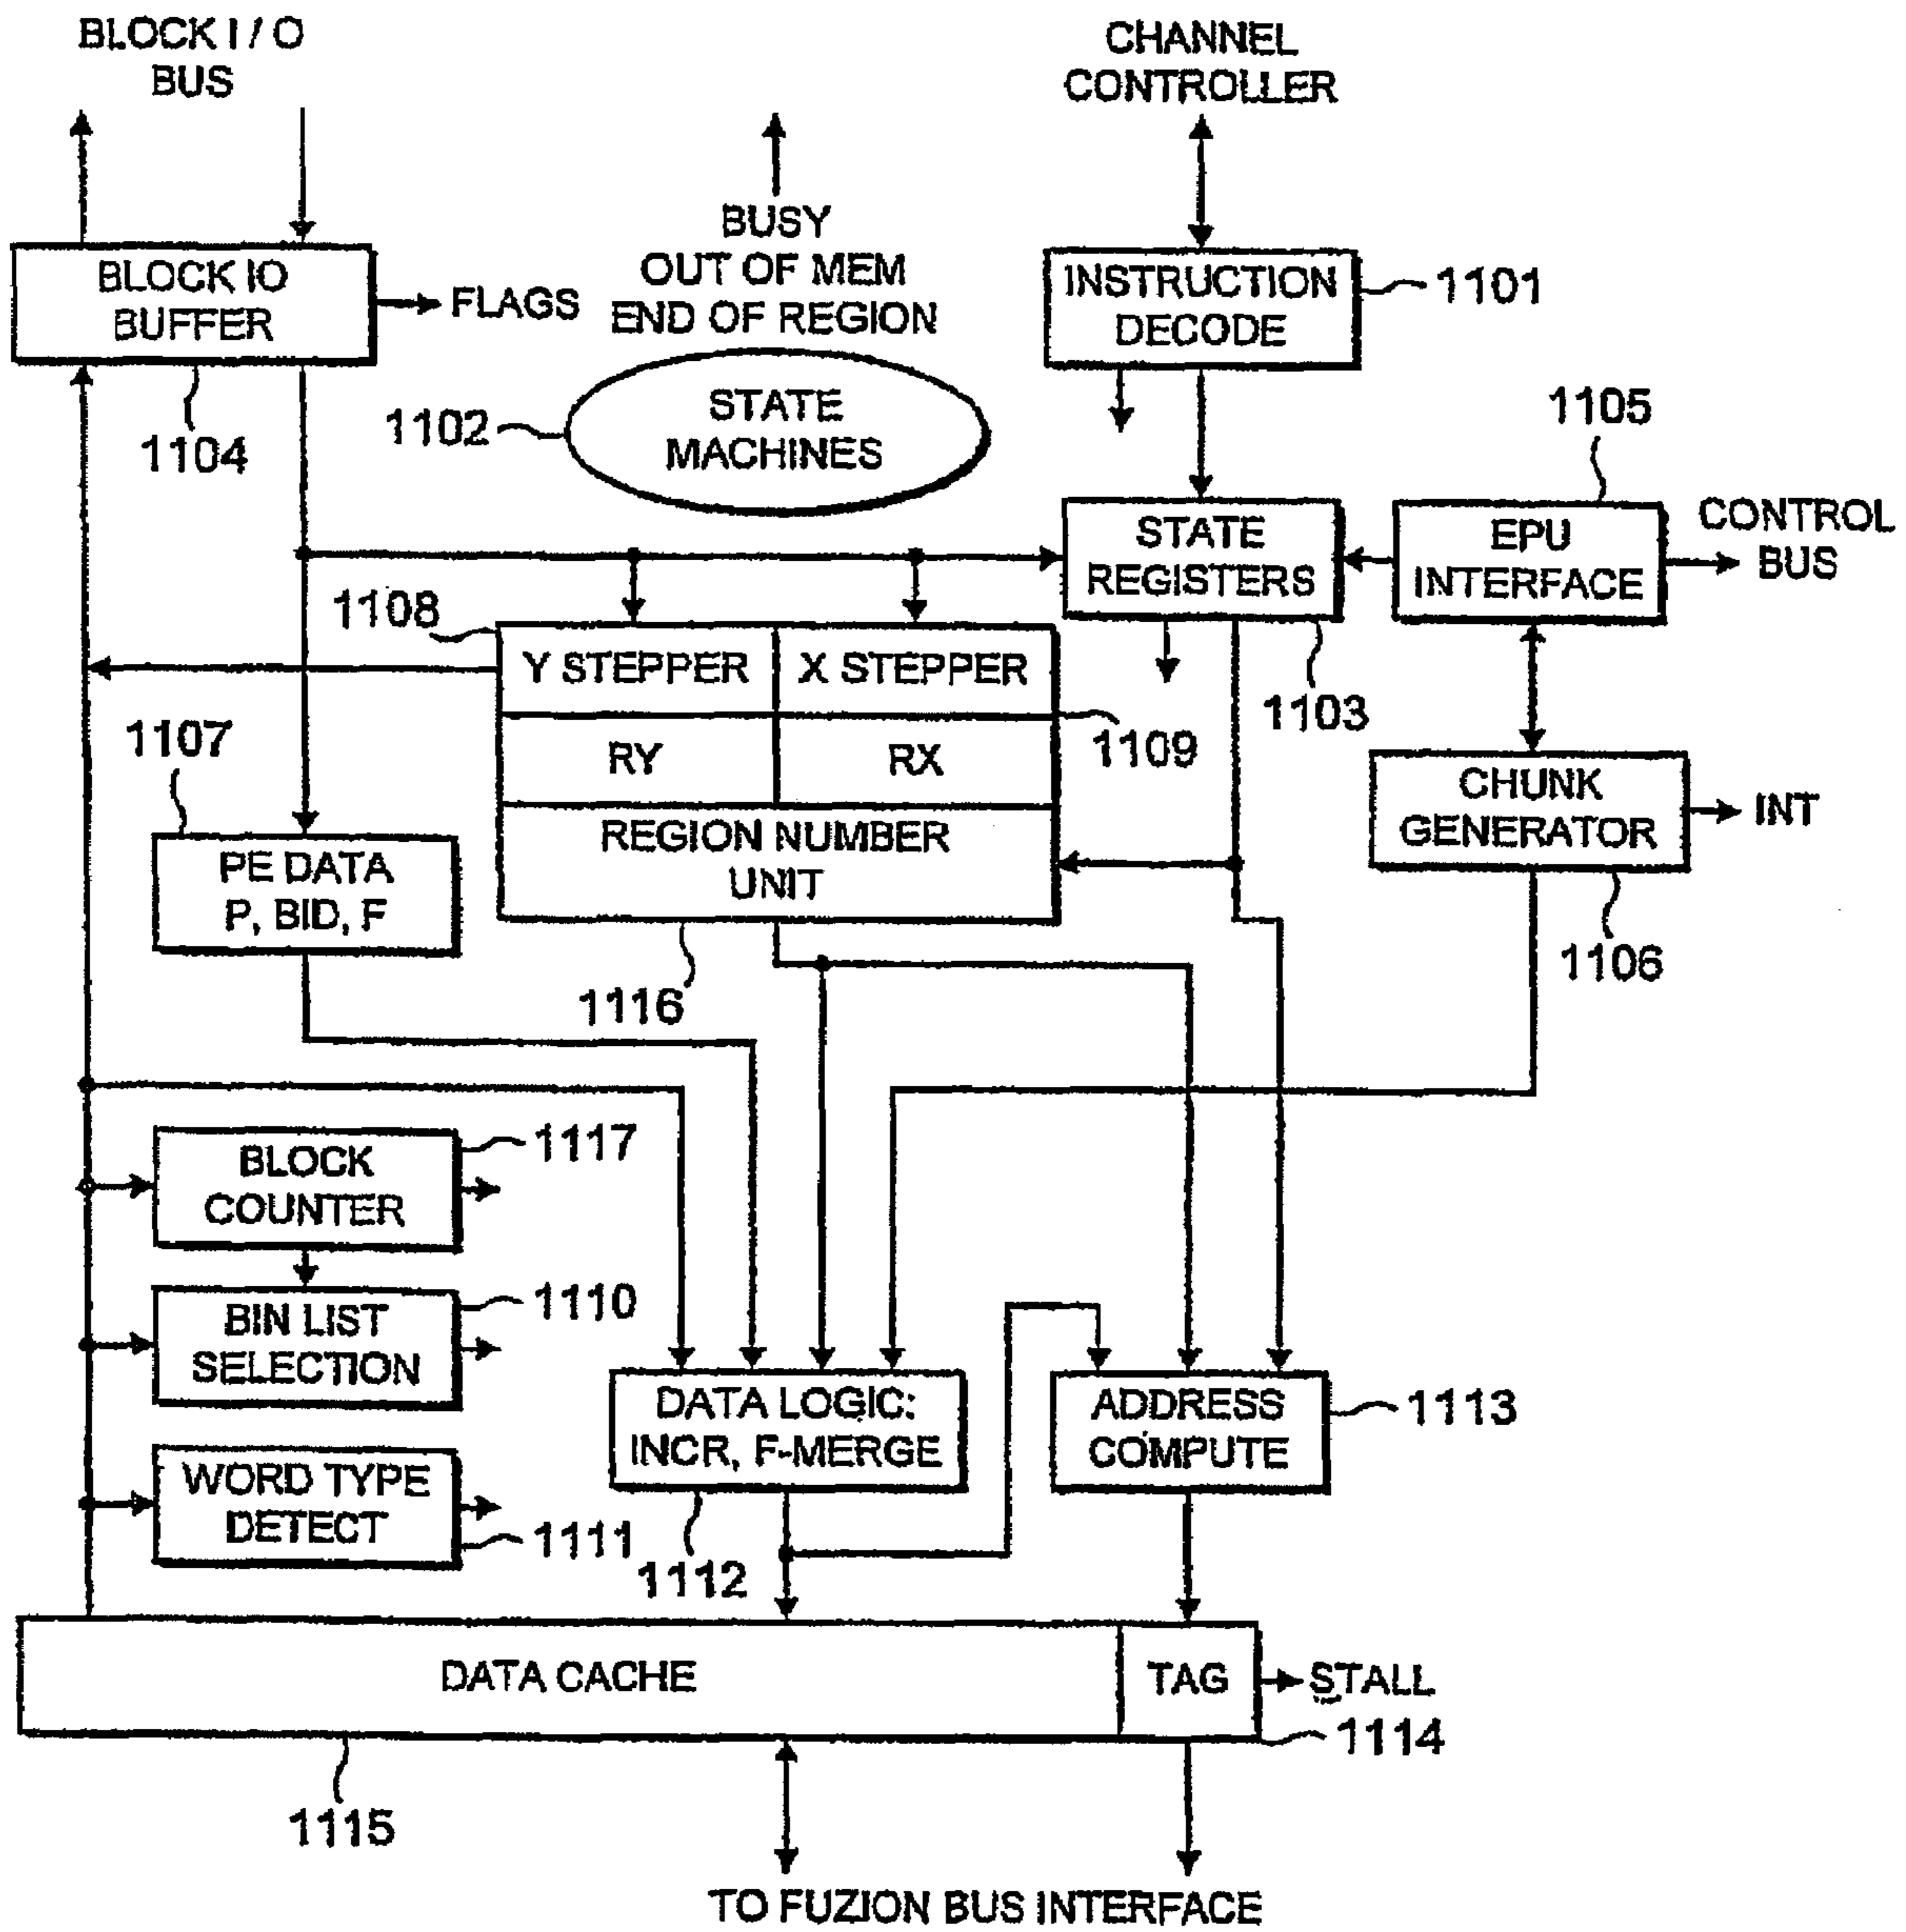 BLOCK I / O
BUS
CHANNEL
CONTROLLER
BUSY
OUT OF MEM
END OF REGION
BLOCK IO
BUFFER
FLAGS
INSTRUCTION
DECODE
1101
1104
1102
STATE
MACHINES
1105
STATE
REGISTERS
EPU
INTERFACE
CONTROL
BUS
1108
Y STEPPER
X STEPPER
1103
1107
RY
RX
1109
CHUNK
GENERATOR
INT
REGION NUMBER
UNIT
PE DATA
P, BID, F
1116
1106
BLOCK
COUNTER
1117
BIN LIST
SELECTION
1110
DATA LOGIC:
INCR, F-MERGE
ADDRESS
COMPUTE
1113
WORD TYPE
DETECT
1111
1112
DATA CACHE
TAG
STALL
1114
1115
TO FUZION BUS INTERFACE